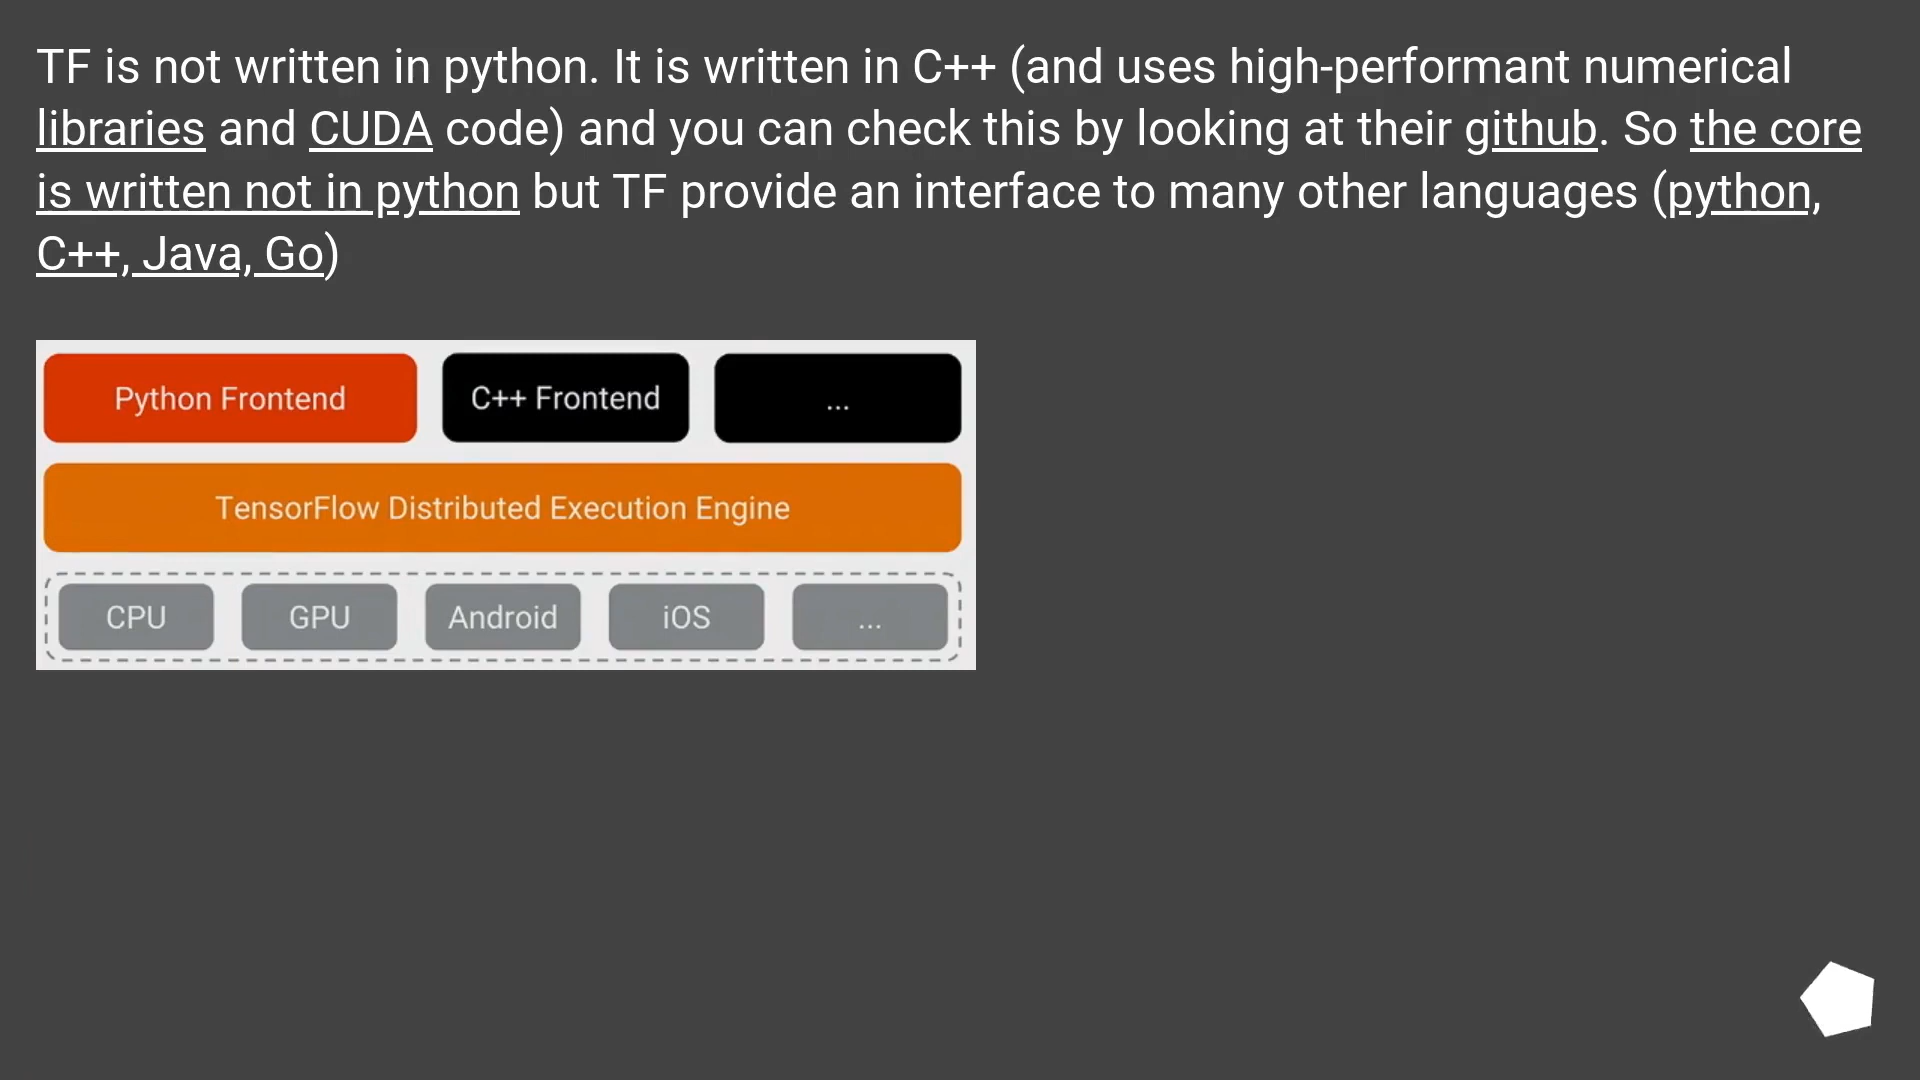 TF is not written in python. It is written in C++ (and uses high-performant numerical
libraries and CUDA code) and you can check this by looking at their github. So the core
is written not in python but TF provide an interface to many other languages (python,
C++, Java, Go)
Python Frontend
C++ Frontend
...
TensorFlow Distributed Execution Engine
CPU
GPU
Android
iOS
...